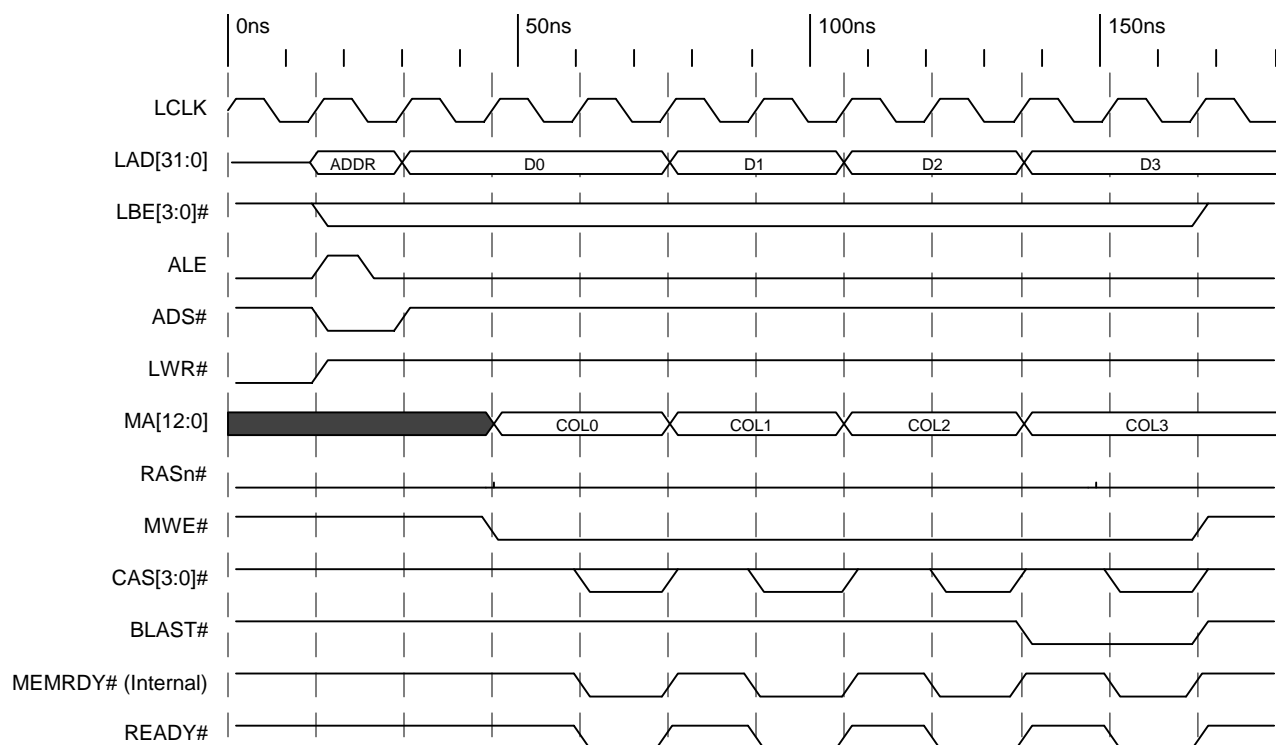 0ns 50ns 100ns 150ns
LCLK
LAD[31:0] ADDR D0 D1 D2 D3
LBE[3:0]#
ALE
ADS#
LWR#
MA[12:0] COL0 COL1 COL2 COL3
RASn#
MWE#
CAS[3:0]#
BLAST#
MEMRDY# (Internal)
READY#